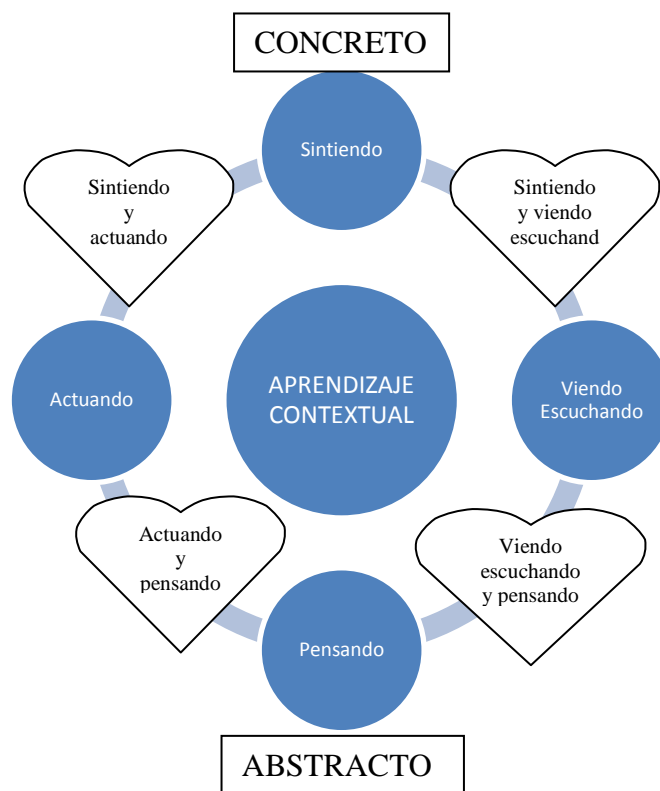 CONCRETO
Sintiendo
Sintiendo
y
actuando
Sintiendo
y viendo
escuchand
Actuando
APRENDIZAJE
CONTEXTUAL
Viendo
Escuchando
Actuando
y
pensando
Viendo
escuchando
y pensando
Pensando
ABSTRACTO